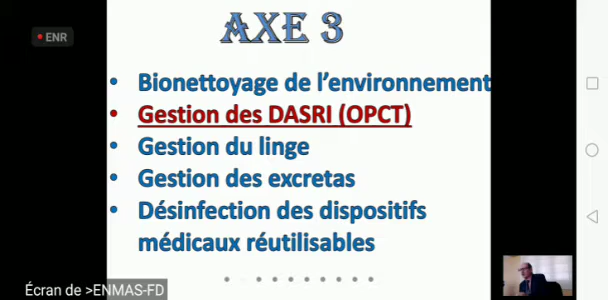 AXE 3
• ENR
• Bionettoyage de l'environnement
• Gestion des DASRI (OPCT)
• Gestion du linge
• Gestion des excretas
• Désinfection des dispositifs
médicaux réutilisables
Écran de >ENMAS-FD